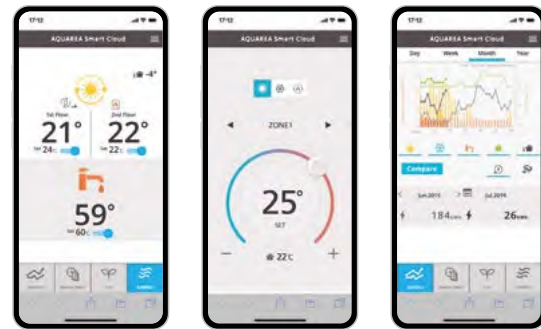 17:12
AQUAREA Smart Cloud
-4°
1st Floor
2nd Floor
21°
22°
Set 24°c
Set 22°c
59°
Set 60°c
17:12
AQUAREA Smart Cloud
ZONE1
25°
SET
− 22°c +
17:12
AQUAREA Smart Cloud
Day Week Month Year
Compare
< Jun.2015 > Jul.2016
184kWh 26kWh